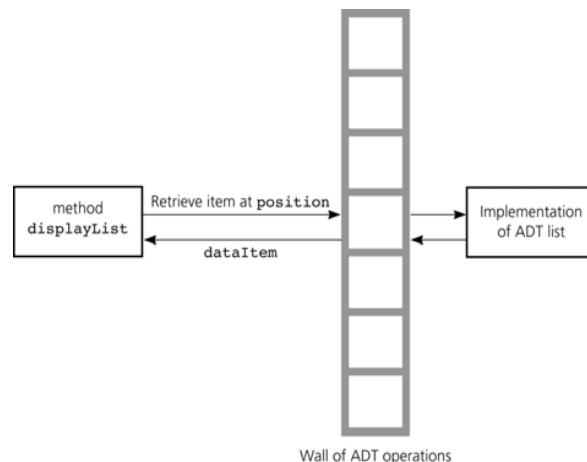 method
displayList
Retrieve item at position
dataItem
Implementation
of ADT list
Wall of ADT operations